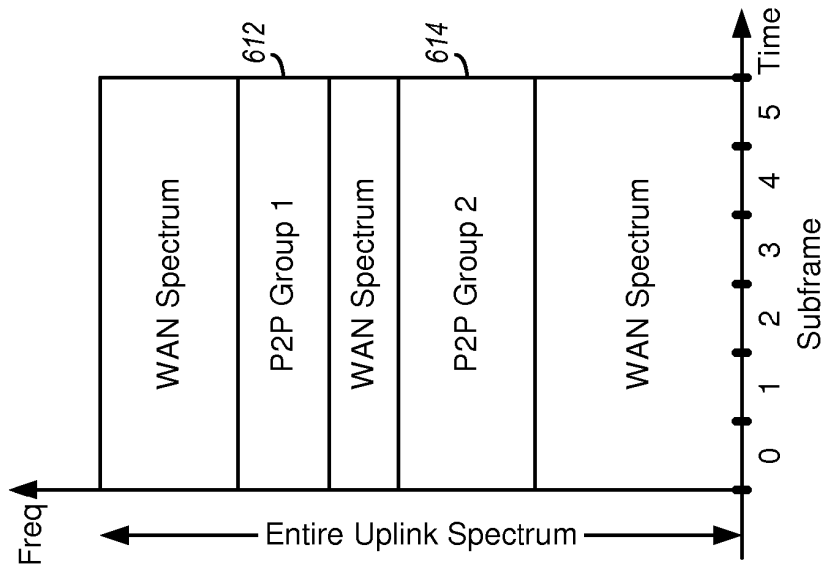 Freq
Entire Uplink Spectrum
WAN Spectrum
P2P Group 1
612
WAN Spectrum
P2P Group 2
614
WAN Spectrum
0 1 2 3 4 5 Time
Subframe